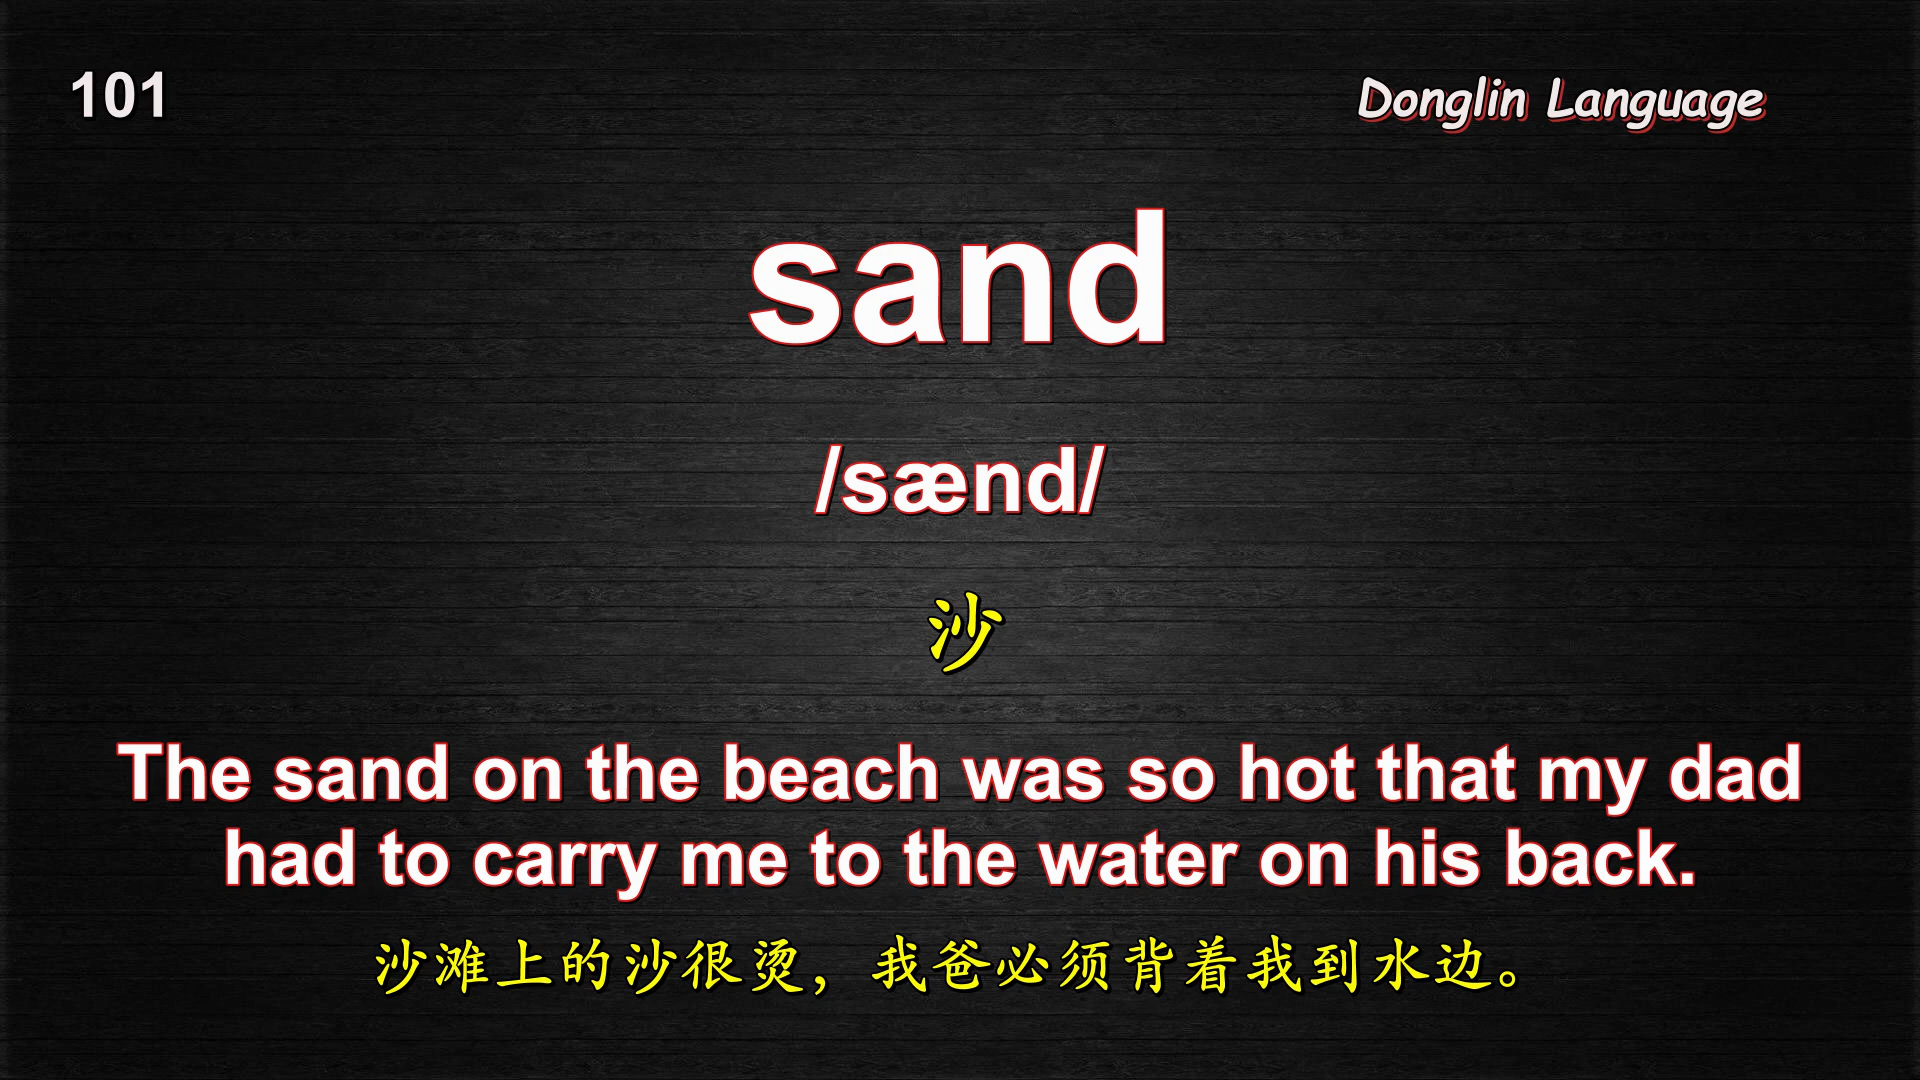 101
Donglin Language
sand
/sænd/
沙
The sand on the beach was so hot that my dad
had to carry me to the water on his back.
沙滩上的沙很烫，我爸必须背着我到水边。